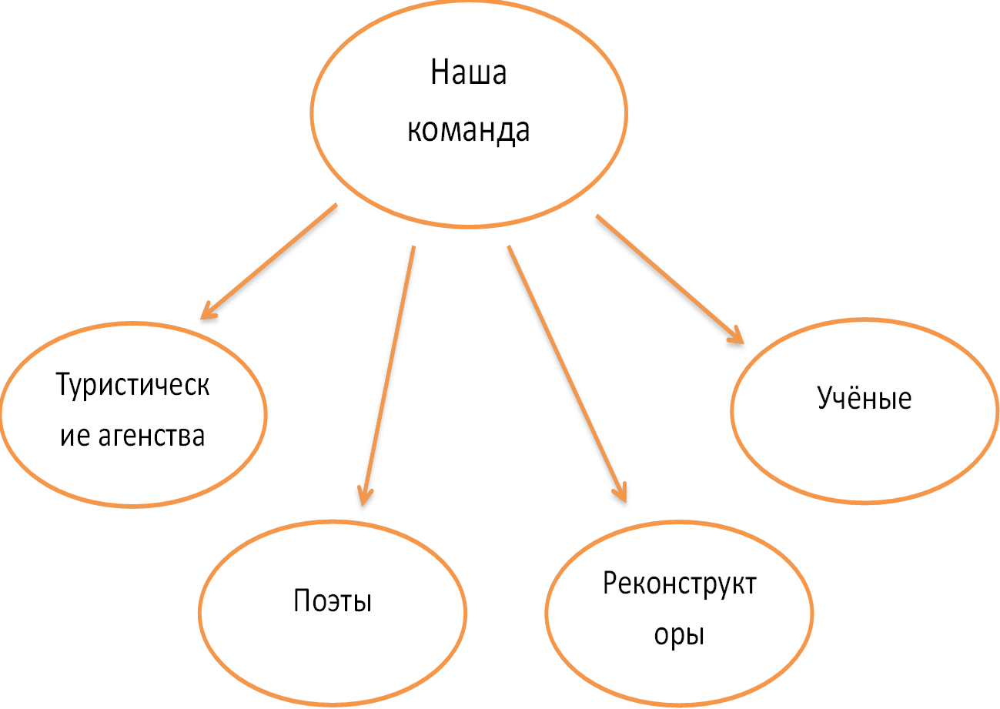 Наша
команда
Туристическ
ие агенства
Учёные
Поэты
Реконструкт
оры